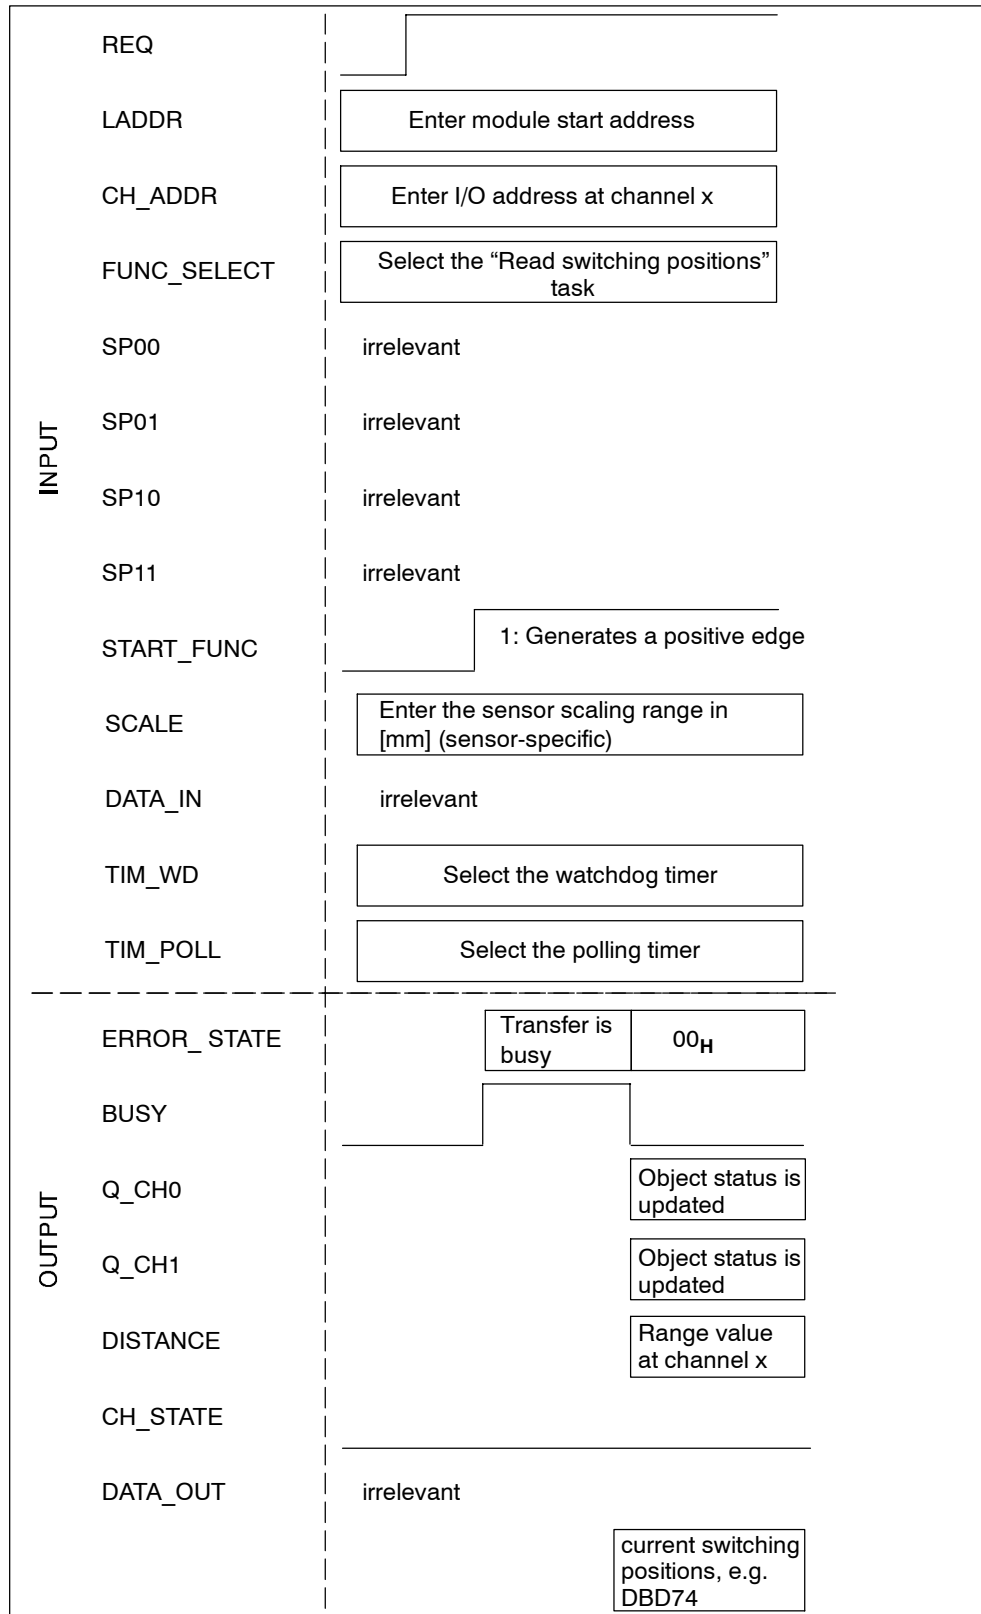 REQ
LADDR
Enter module start address
CH_ADDR
Enter I/O address at channel x
FUNC_SELECT
Select the “Read switching positions”
task
SP00
irrelevant
SP01
irrelevant
INPUT
SP10
irrelevant
SP11
irrelevant
START_FUNC
1: Generates a positive edge
SCALE
Enter the sensor scaling range in
[mm] (sensor-specific)
DATA_IN
irrelevant
TIM_WD
Select the watchdog timer
TIM_POLL
Select the polling timer
ERROR_ STATE
Transfer is
busy
00H
BUSY
OUTPUT
Q_CH0
Object status is
updated
Q_CH1
Object status is
updated
DISTANCE
Range value
at channel x
CH_STATE
DATA_OUT
irrelevant
current switching
positions, e.g.
DBD74